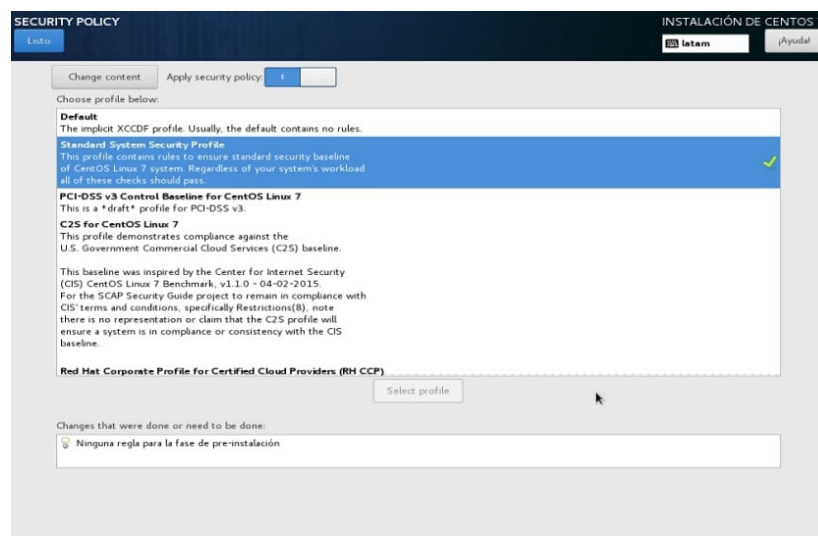 SECURITY POLICY
INSTALACIÓN DE CENTOS
Listo
latam
¡Ayuda!
Change content
Apply security policy:
Choose profile below:
Default
The implicit XCCDF profile. Usually, the default contains no rules.
Standard System Security Profile
This profile contains rules to ensure standard security baseline
of CentOS Linux 7 system. Regardless of your system's workload
all of these checks should pass.
PCI-DSS v3 Control Baseline for CentOS Linux 7
This is a *draft* profile for PCI-DSS v3.
C2S for CentOS Linux 7
This profile demonstrates compliance against the
U.S. Government Commercial Cloud Services (C2S) baseline.
This baseline was inspired by the Center for Internet Security
(CIS) CentOS Linux 7 Benchmark, v1.1.0 - 04-02-2015.
For the SCAP Security Guide project to remain in compliance with
CIS' terms and conditions, specifically Restrictions(8), note
there is no representation or claim that the C2S profile will
ensure a system is in compliance or consistency with the CIS
baseline.
Red Hat Corporate Profile for Certified Cloud Providers (RH CCP)
Select profile
Changes that were done or need to be done:
Ninguna regla para la fase de pre-instalación